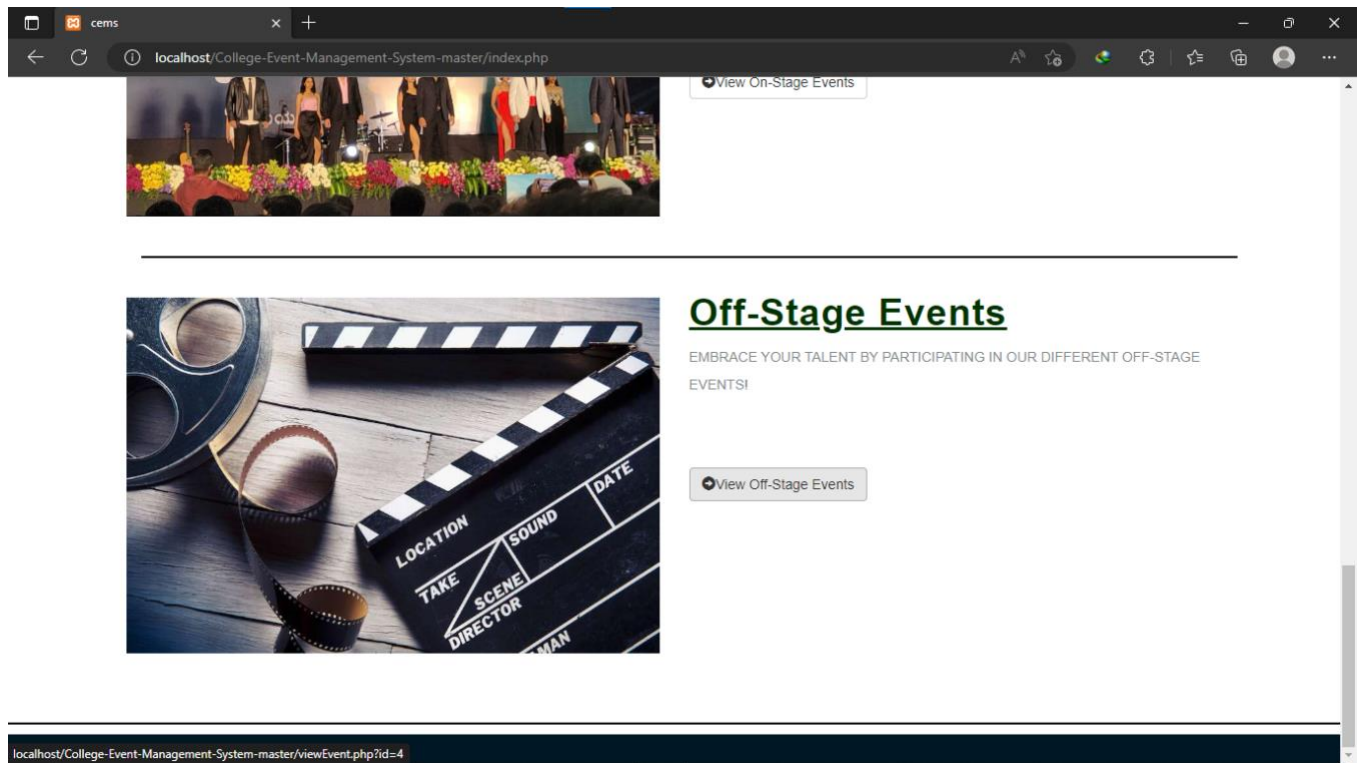 cems
localhost/College-Event-Management-System-master/index.php
View On-Stage Events
Off-Stage Events
EMBRACE YOUR TALENT BY PARTICIPATING IN OUR DIFFERENT OFF-STAGE
EVENTS!
View Off-Stage Events
LOCATION
SOUND
DATE
TAKE
SCENE
DIRECTOR
MAN
localhost/College-Event-Management-System-master/viewEvent.php?id=4